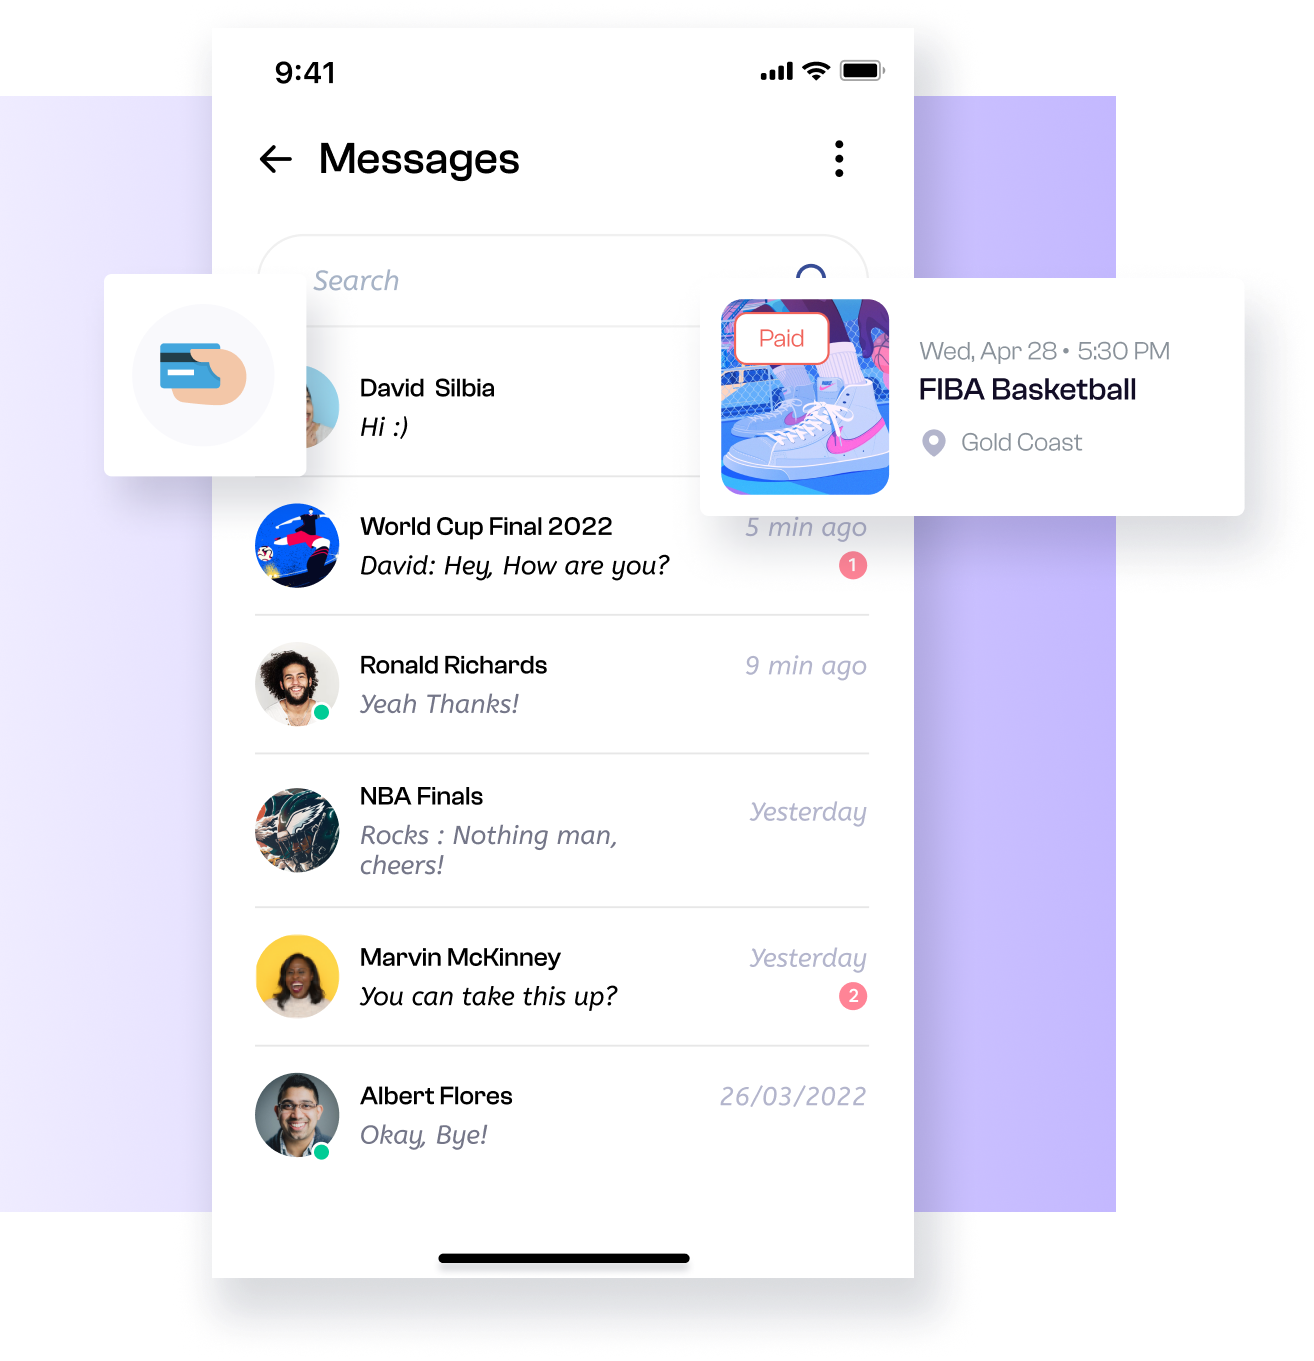 9:41
Messages
Search
Paid
Wed, Apr 28 • 5:30 PM
FIBA Basketball
Gold Coast
David Silbia
Hi :)
World Cup Final 2022
5 min ago
David: Hey, How are you?
1
Ronald Richards
9 min ago
Yeah Thanks!
NBA Finals
Yesterday
Rocks : Nothing man,
cheers!
Marvin McKinney
Yesterday
You can take this up?
2
Albert Flores
26/03/2022
Okay, Bye!